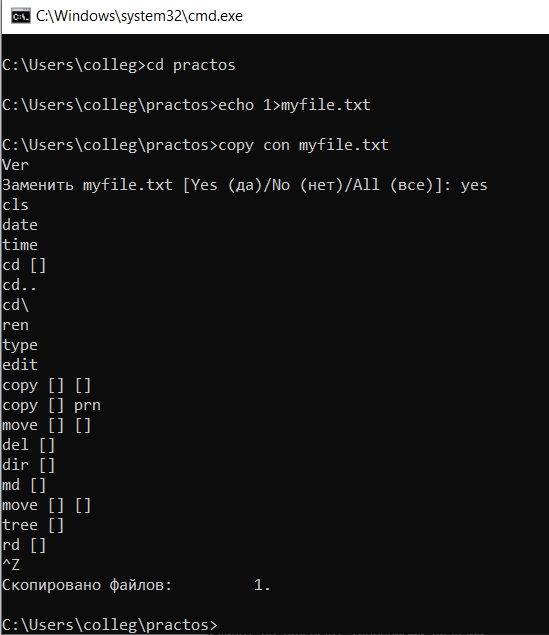 C:\Windows\system32\cmd.exe
C:\Users\colleg>cd practos
C:\Users\colleg\practos>echo 1>myfile.txt
C:\Users\colleg\practos>copy con myfile.txt
Ver
Заменить myfile.txt [Yes (да)/No (нет)/All (все)]: yes
cls
date
time
cd []
cd..
cd\
ren
type
edit
copy [] []
copy [] prn
move [] []
del []
dir []
md []
move [] []
tree []
rd []
^Z
Скопировано файлов:         1.
C:\Users\colleg\practos>